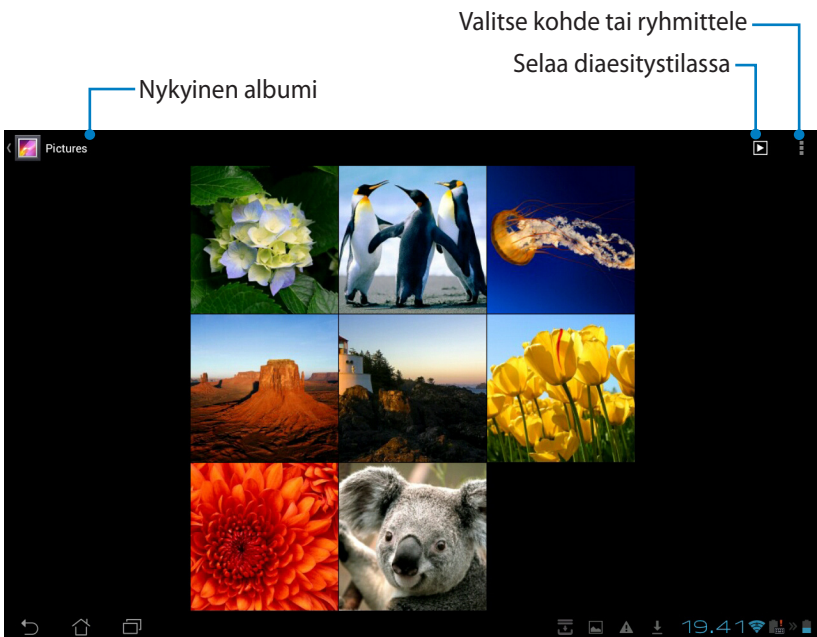 Valitse kohde tai ryhmittele
Selaa diaesitystilassa
Nykyinen albumi
Pictures
19.41